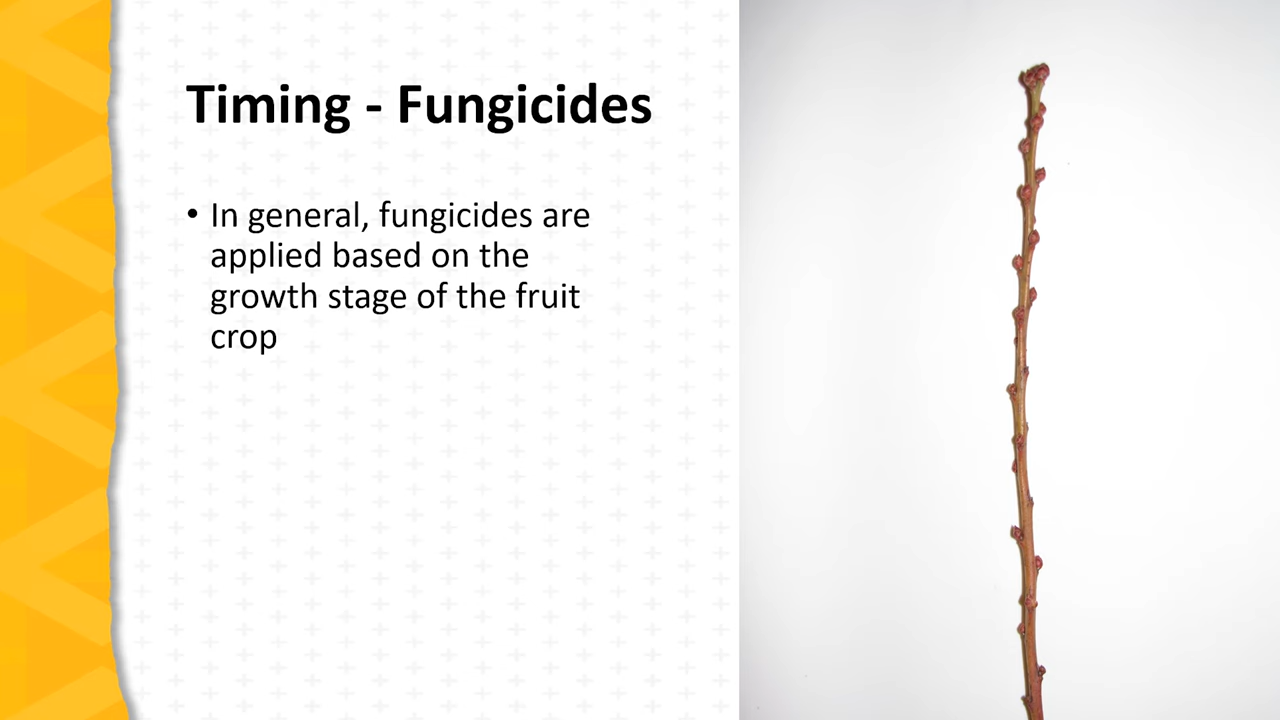 Timing - Fungicides
• In general, fungicides are
applied based on the
growth stage of the fruit
crop